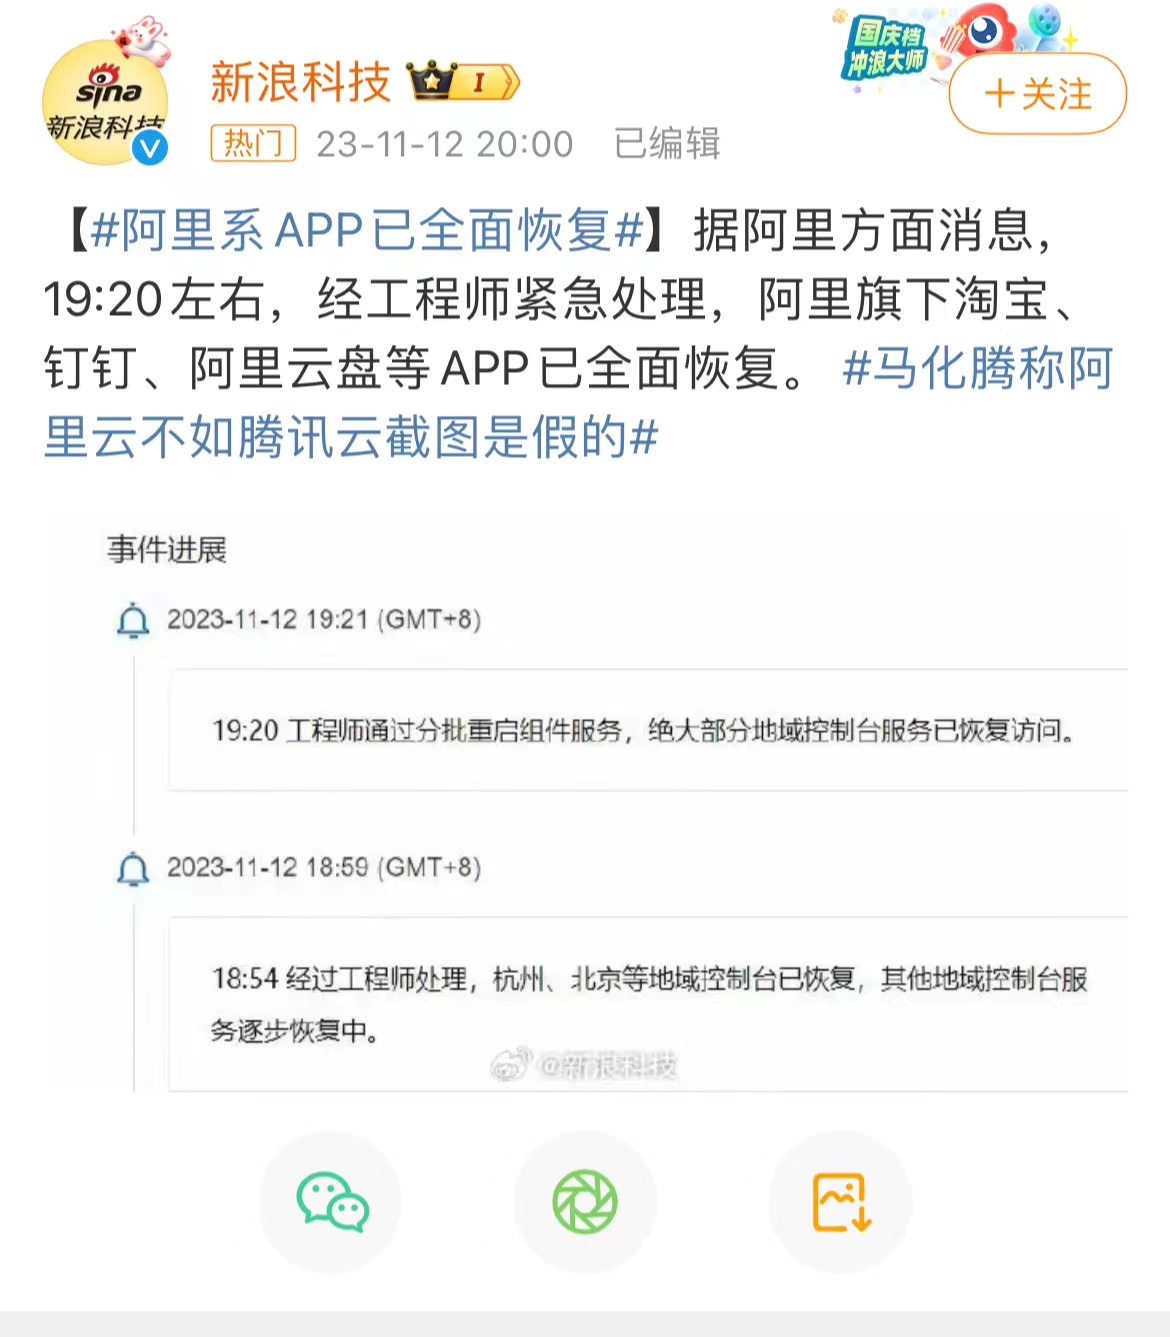 国庆档
冲浪大师
sina
新浪科技
新浪科技
I
+关注
热门 23-11-12 20:00 已编辑
【#阿里系APP已全面恢复#】据阿里方面消息，
19:20左右，经工程师紧急处理，阿里旗下淘宝、
钉钉、阿里云盘等APP已全面恢复。 #马化腾称阿
里云不如腾讯云截图是假的#
事件进展
2023-11-12 19:21 (GMT+8)
19:20 工程师通过分批重启组件服务，绝大部分地域控制台服务已恢复访问。
2023-11-12 18:59 (GMT+8)
18:54 经过工程师处理，杭州、北京等地域控制台已恢复，其他地域控制台服
务逐步恢复中。
@新浪科技